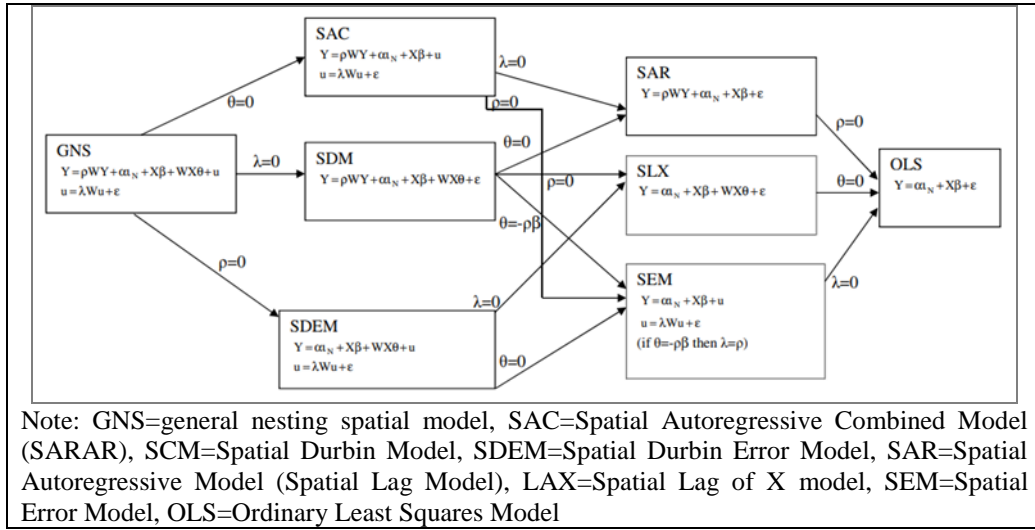 SAC
Y=ρWY+αι_N+Xβ+u
u=λWu+ε
λ=0
SAR
Y=ρWY+αι_N+Xβ+ε
ρ=0
θ=0
ρ=0
GNS
Y=ρWY+αι_N+Xβ+WXθ+u
u=λWu+ε
λ=0
SDM
Y=ρWY+αι_N+Xβ+WXθ+ε
θ=0
ρ=0
θ=-ρβ
SLX
Y=αι_N+Xβ+WXθ+ε
θ=0
OLS
Y=αι_N+Xβ+ε
ρ=0
SDEM
Y=αι_N+Xβ+WXθ+u
u=λWu+ε
λ=0
θ=0
SEM
Y=αι_N+Xβ+u
u=λWu+ε
(if θ=-ρβ then λ=ρ)
λ=0
Note: GNS=general nesting spatial model, SAC=Spatial Autoregressive Combined Model
(SARAR), SCM=Spatial Durbin Model, SDEM=Spatial Durbin Error Model, SAR=Spatial
Autoregressive Model (Spatial Lag Model), LAX=Spatial Lag of X model, SEM=Spatial
Error Model, OLS=Ordinary Least Squares Model